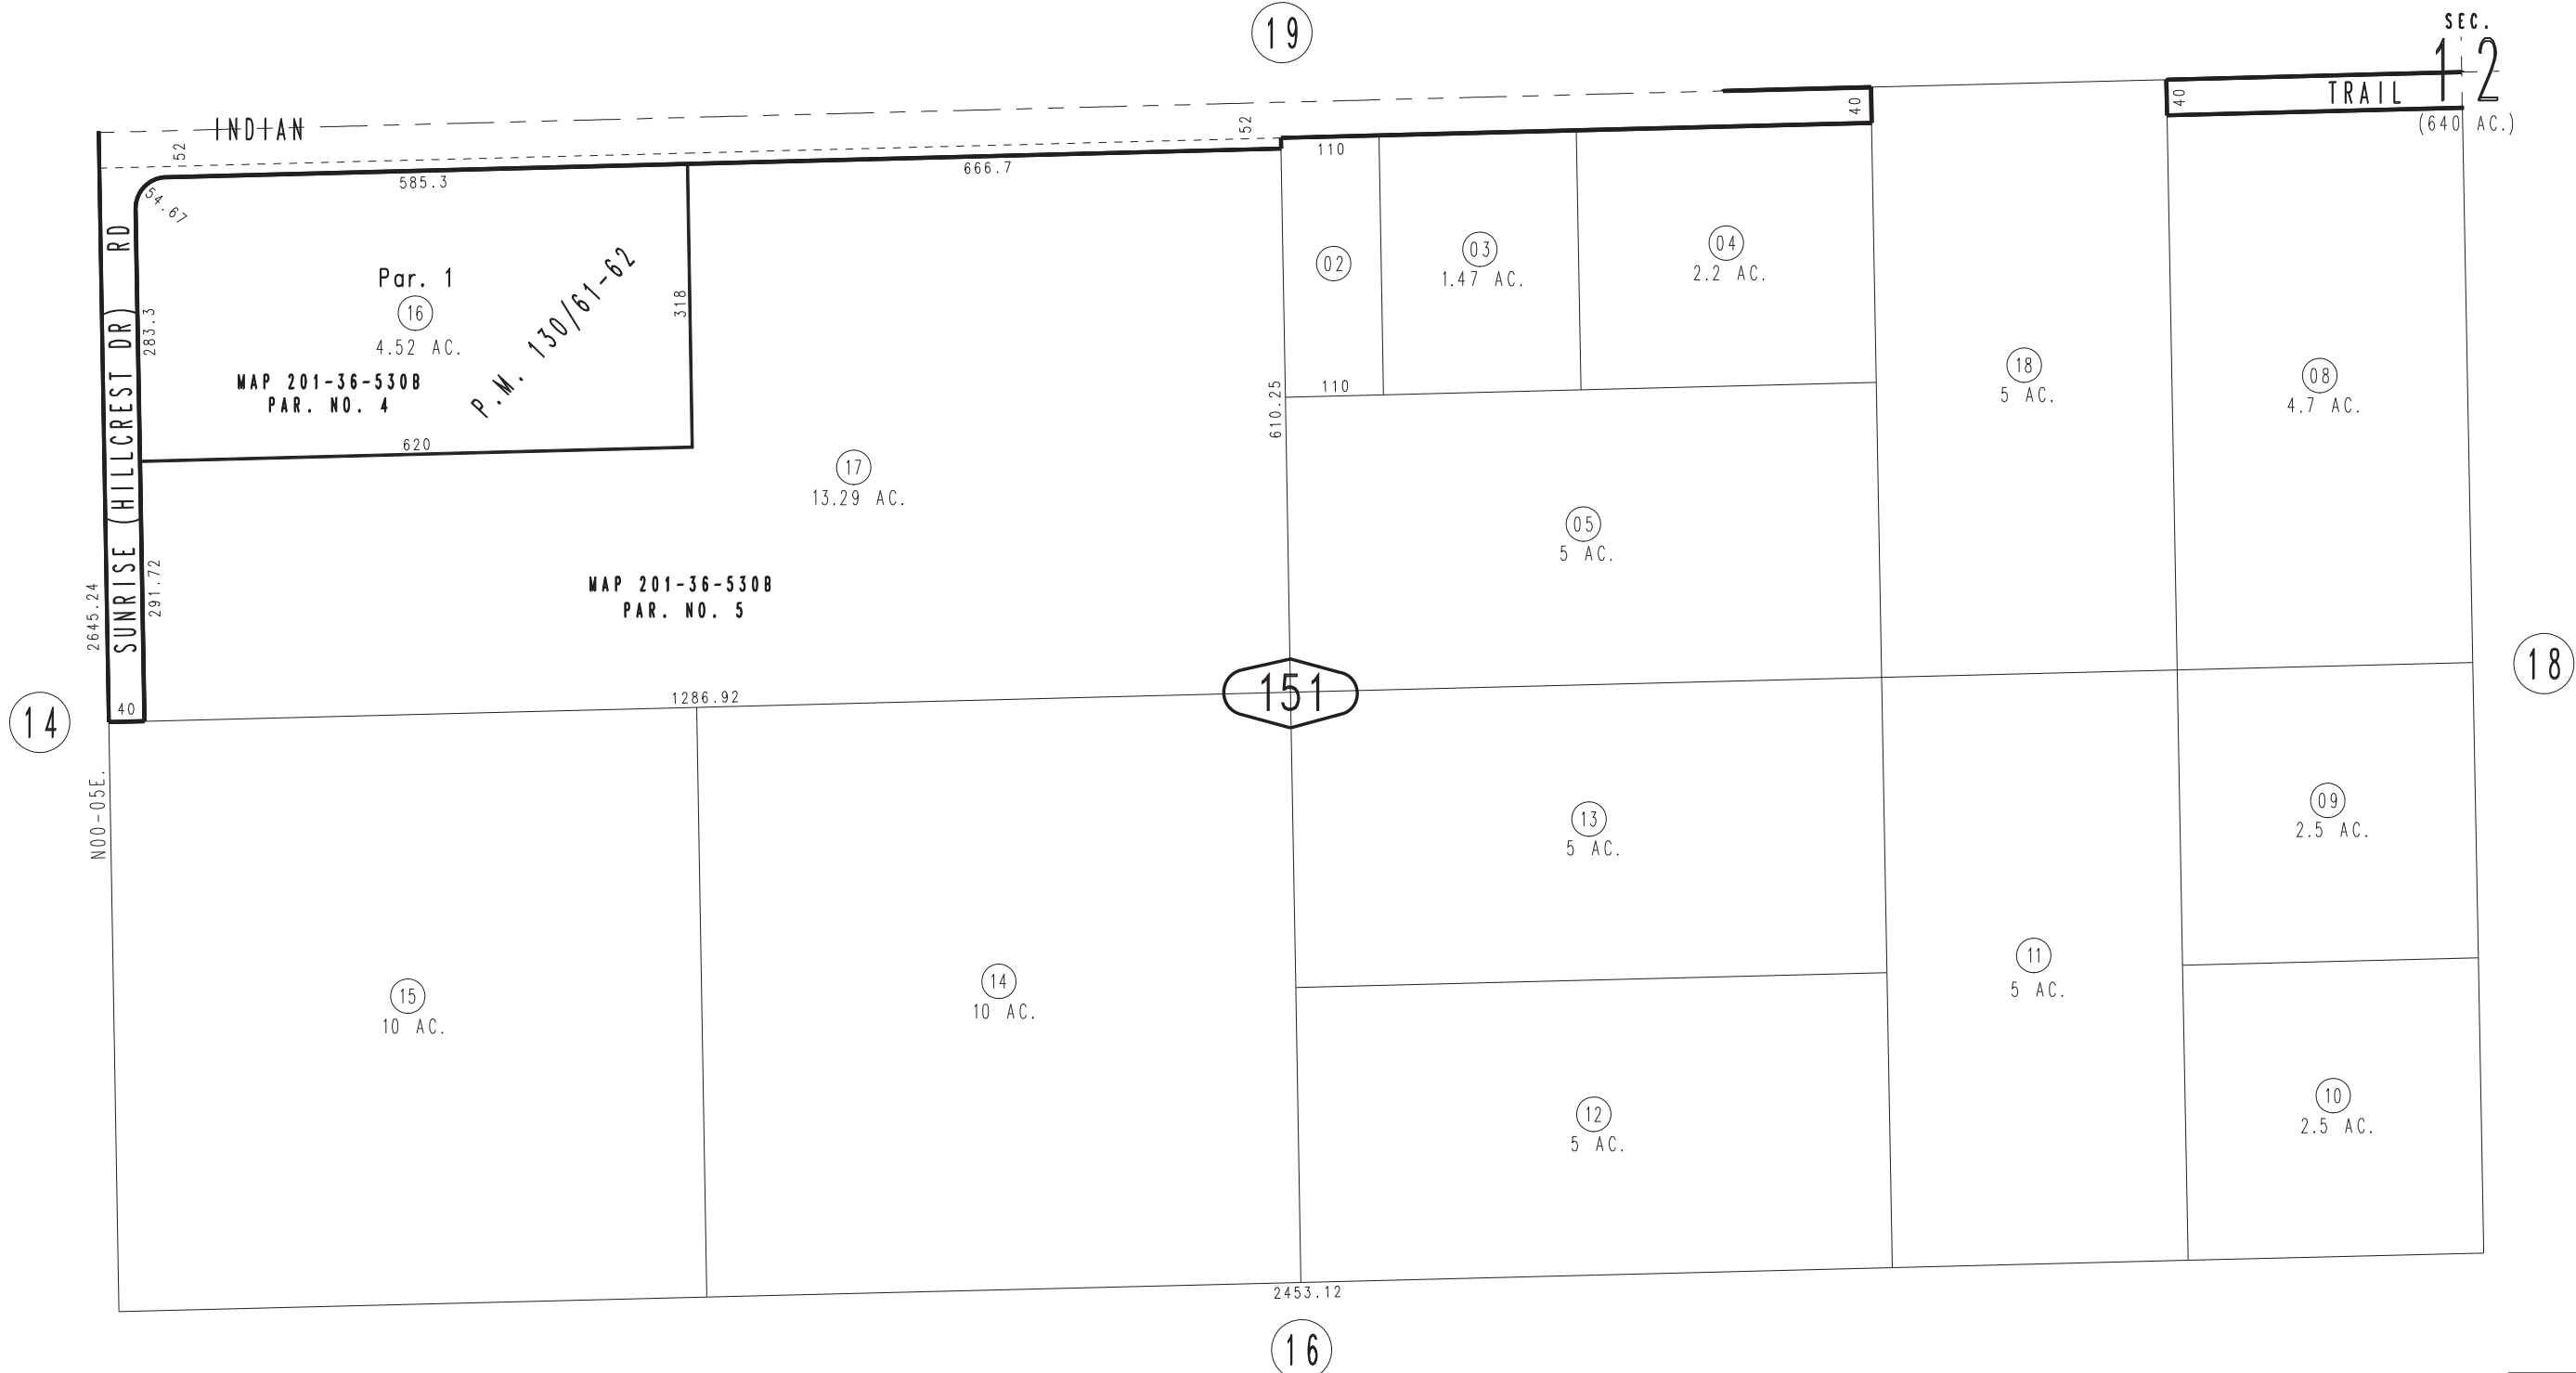 19
SEC.
12
(640 AC.)
INDIAN
TRAIL
52
52
40
40
585.3
666.7
110
54.67
SUNRISE (HILLCREST DR) RD
283.3
318
Par. 1
16
4.52 AC.
P.M. 130/61-62
MAP 201-36-530B
PAR. NO. 4
620
02
03
1.47 AC.
04
2.2 AC.
18
5 AC.
08
4.7 AC.
110
610.25
17
13.29 AC.
05
5 AC.
291.72
2645.24
MAP 201-36-530B
PAR. NO. 5
40
1286.92
151
14
18
N00-05E.
13
5 AC.
09
2.5 AC.
15
10 AC.
14
10 AC.
11
5 AC.
12
5 AC.
10
2.5 AC.
2453.12
16